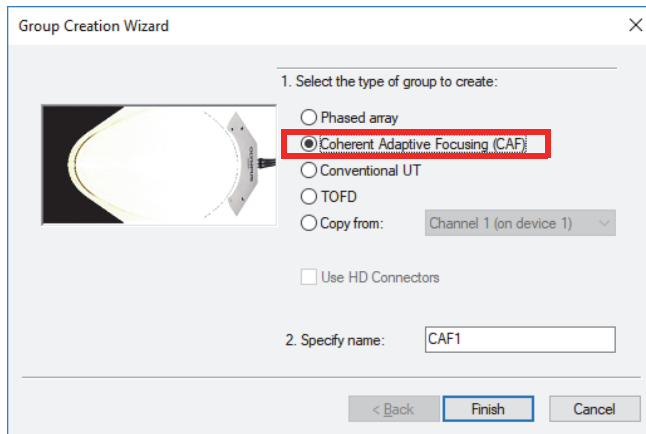 Group Creation Wizard
1. Select the type of group to create:
Phased array
Coherent Adaptive Focusing (CAF)
Conventional UT
TOFD
Copy from: Channel 1 (on device 1)
Use HD Connectors
2. Specify name: CAF1
< Back Finish Cancel
OLYMPUS